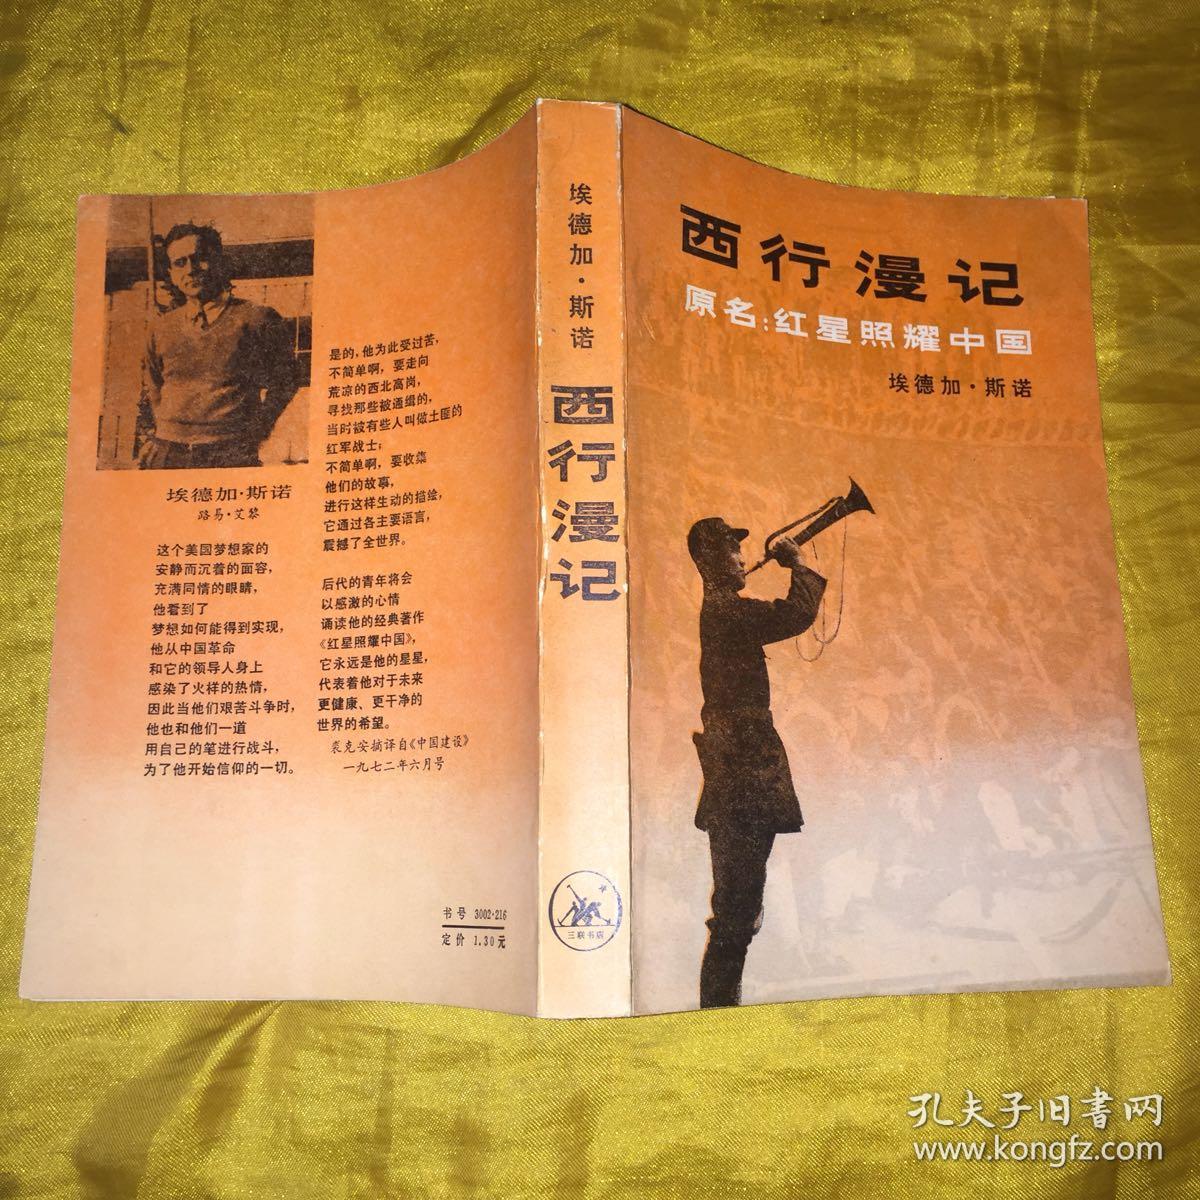 西行漫记
原名:红星照耀中国
埃德加·斯诺
埃德加·斯诺
西行漫记
三联书店
埃德加·斯诺
路易·艾黎
这个美国梦想家的
安静而沉着的面容,
充满同情的眼睛,
他看到了
梦想如何能得到实现,
他从中国革命
和它的领导人身上
感染了火样的热情,
因此当他们艰苦斗争时,
他也和他们一道
用自己的笔进行战斗,
为了他开始信仰的一切。
是的,他为此受过苦,
不简单啊,要走向
荒凉的西北高岗,
寻找那些被通缉的,
当时被有些人叫做土匪的
红军战士;
不简单啊,要收集
他们的故事,
进行这样生动的描绘,
它通过各主要语言,
震撼了全世界。
后代的青年将会
以感激的心情
诵读他的经典著作
《红星照耀中国》,
它永远是他的星星,
代表着他对于未来
更健康、更干净的
世界的希望。
裘克安摘译自《中国建设》
一九七二年六月号
书号 3002·216
定价 1.30元
孔夫子旧书网
www.kongfz.com